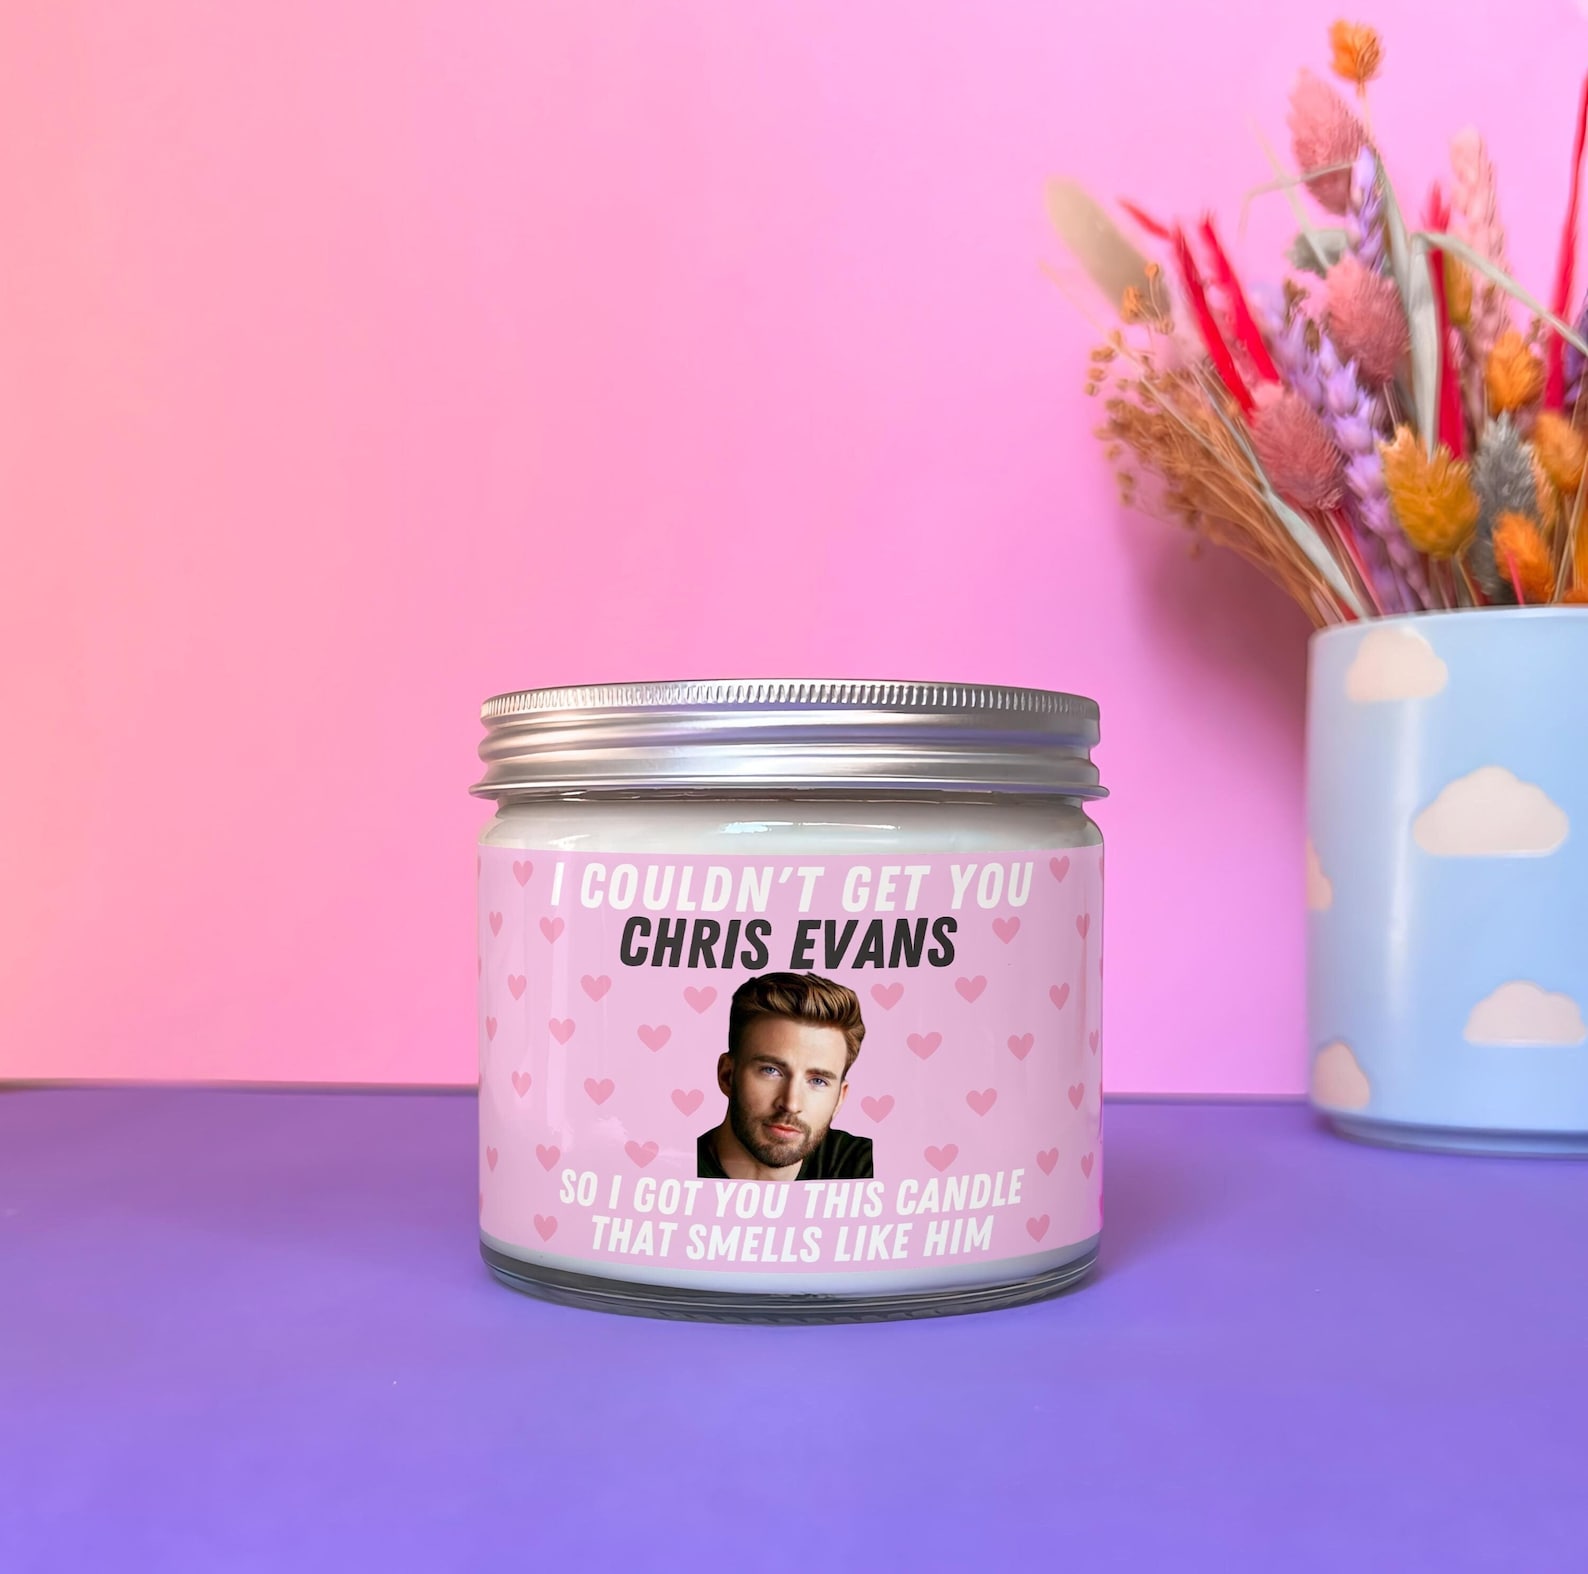 I COULDN'T GET YOU
CHRIS EVANS
SO I GOT YOU THIS CANDLE
THAT SMELLS LIKE HIM